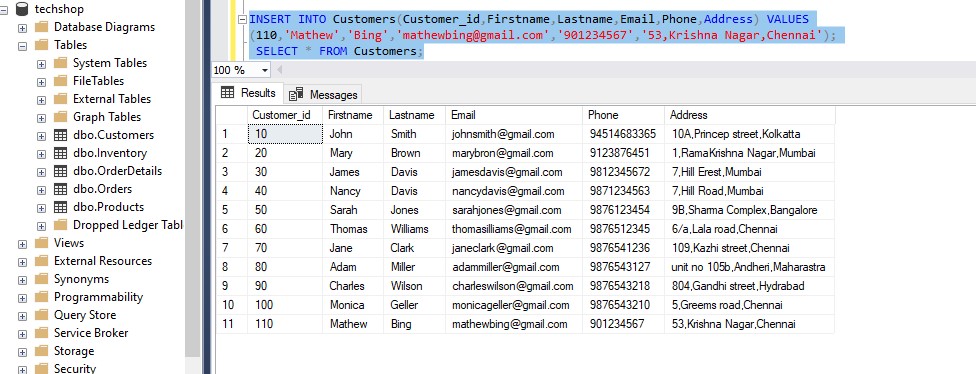 techshop
Database Diagrams
Tables
System Tables
FileTables
External Tables
Graph Tables
dbo.Customers
dbo.Inventory
dbo.OrderDetails
dbo.Orders
dbo.Products
Dropped Ledger Tabl
Views
External Resources
Synonyms
Programmability
Query Store
Service Broker
Storage
Security
INSERT INTO Customers(Customer_id,Firstname,Lastname,Email,Phone,Address) VALUES
(110,'Mathew','Bing','mathewbing@gmail.com','901234567','53,Krishna Nagar,Chennai');
SELECT * FROM Customers;
100 %
Results Messages
Customer_id Firstname Lastname Email Phone Address
1 10 John Smith johnsmith@gmail.com 94514683365 10A,Princep street,Kolkatta
2 20 Mary Brown marybron@gmail.com 9123876451 1,RamaKrishna Nagar,Mumbai
3 30 James Davis jamesdavis@gmail.com 9812345672 7,Hill Erest,Mumbai
4 40 Nancy Davis nancydavis@gmail.com 9871234563 7,Hill Road,Mumbai
5 50 Sarah Jones sarahjones@gmail.com 9876123454 9B,Sharma Complex,Bangalore
6 60 Thomas Williams thomasilliams@gmail.com 9876512345 6/a,Lala road,Chennai
7 70 Jane Clark janeclark@gmail.com 9876541236 109,Kazhi street,Chennai
8 80 Adam Miller adammiller@gmail.com 9876543127 unit no 105b,Andheri,Maharastra
9 90 Charles Wilson charleswilson@gmail.com 9876543218 804,Gandhi street,Hydrabad
10 100 Monica Geller monicageller@gmail.com 9876543210 5,Greems road,Chennai
11 110 Mathew Bing mathewbing@gmail.com 901234567 53,Krishna Nagar,Chennai